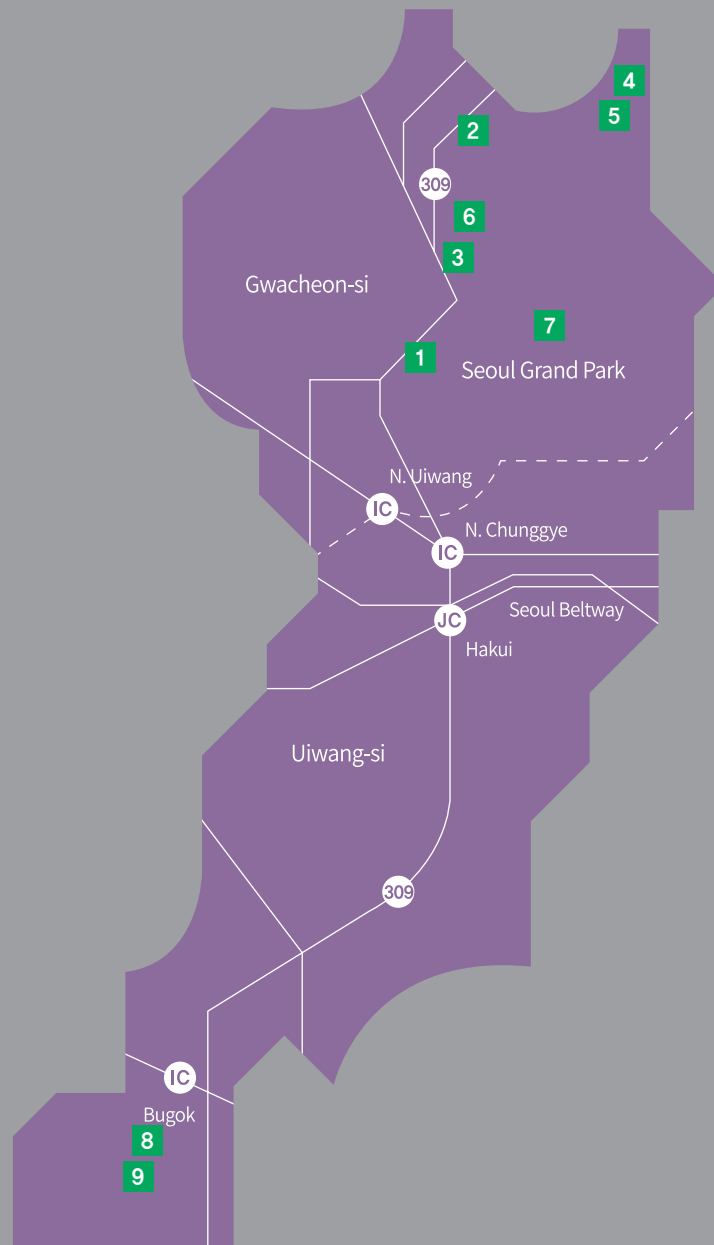 4
5
2
309
6
3
Gwacheon-si
7
1
Seoul Grand Park
N. Uiwang
IC
N. Chunggye
IC
Seoul Beltway
JC
Hakui
Uiwang-si
309
IC
Bugok
8
9